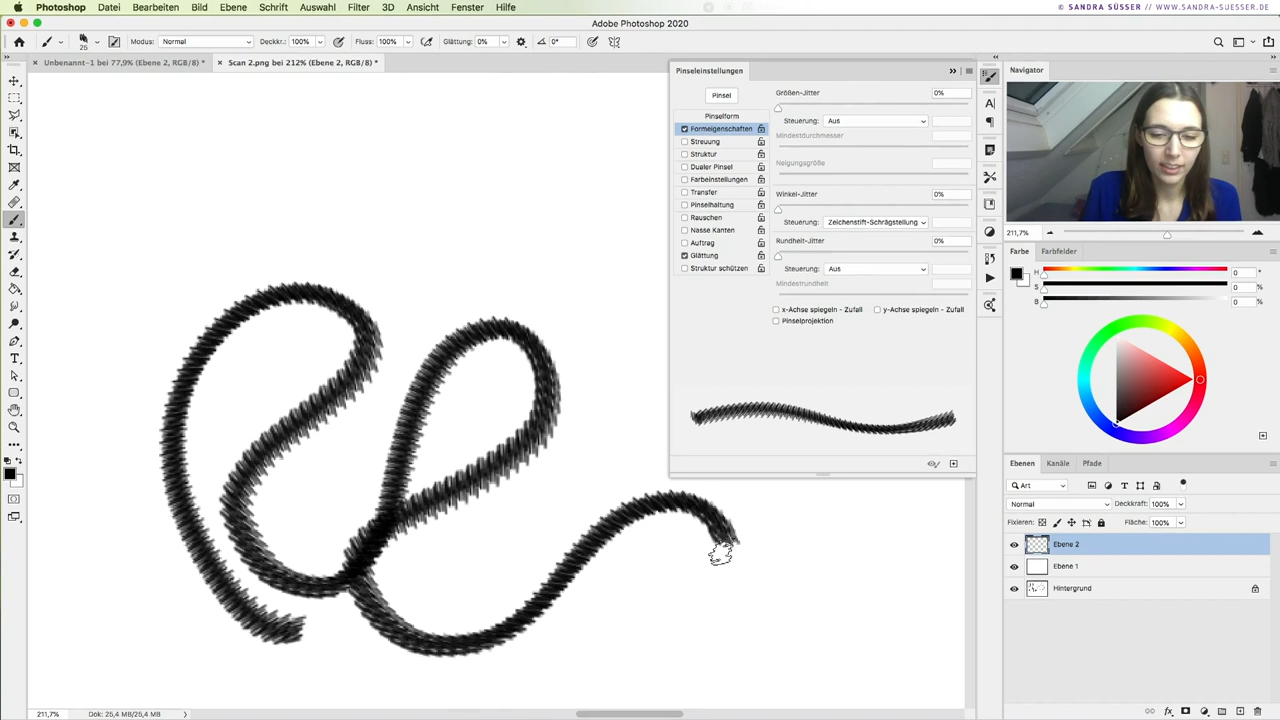 Photoshop Datei Bearbeiten Bild Ebene Schrift Auswahl Filter 3D Ansicht Fenster Hilfe
© SANDRA SÜSSER // WWW.SANDRA-SUESSER.DE
Adobe Photoshop 2020
25 Modus: Normal Deckkr.: 100% Fluss: 100% Glättung: 0% 0°
Unbenannt-1 bei 77,9% (Ebene 2, RGB/8) * Scan 2.png bei 212% (Ebene 2, RGB/8) *
Pinseleinstellungen
Pinsel
Pinselform
Formeigenschaften
Streuung
Struktur
Dualer Pinsel
Farbeinstellungen
Transfer
Pinselhaltung
Rauschen
Nasse Kanten
Auftrag
Glättung
Struktur schützen
Größen-Jitter 0%
Steuerung: Aus
Mindestdurchmesser
Neigungsgröße
Winkel-Jitter 0%
Steuerung: Zeichenstift-Schrägstellung
Rundheit-Jitter 0%
Steuerung: Aus
Mindestrundheit
x-Achse spiegeln - Zufall y-Achse spiegeln - Zufall
Pinselprojektion
Navigator
211,7%
Farbe Farbfelder
H 0 °
S 0 %
B 0 %
Ebenen Kanäle Pfade
Art
Normal Deckkraft: 100%
Fixieren: Fläche: 100%
Ebene 2
Ebene 1
Hintergrund
211,7% Dok: 25,4 MB/25,4 MB